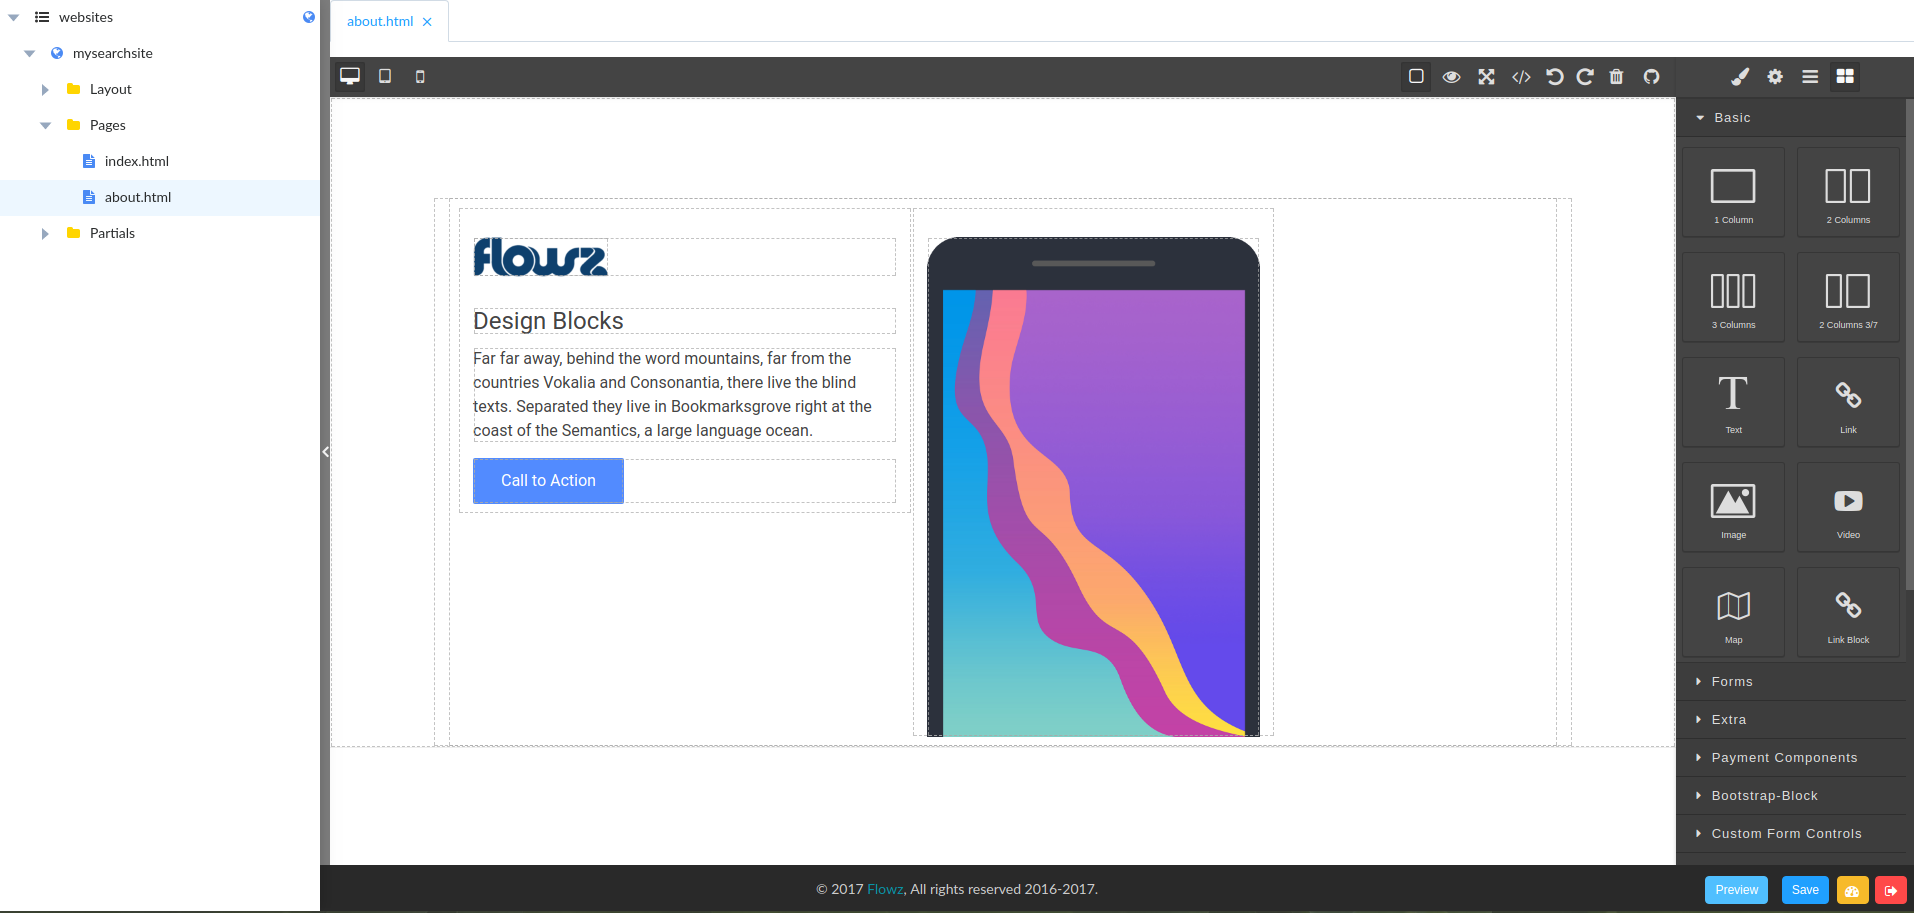 websites
mysearchsite
Layout
Pages
index.html
about.html
Partials
about.html
flowz
Design Blocks
Far far away, behind the word mountains, far from the
countries Vokalia and Consonantia, there live the blind
texts. Separated they live in Bookmarksgrove right at the
coast of the Semantics, a large language ocean.
Call to Action
Basic
1 Column
2 Columns
3 Columns
2 Columns 3/7
Text
Link
Image
Video
Map
Link Block
Forms
Extra
Payment Components
Bootstrap-Block
Custom Form Controls
© 2017 Flowz, All rights reserved 2016-2017.
Preview
Save